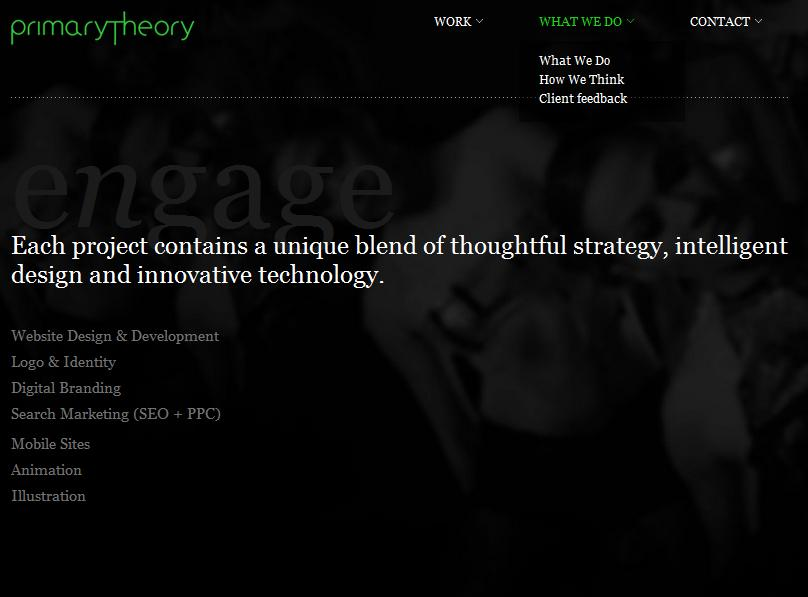 primaryTheory
WORK
WHAT WE DO
CONTACT
What We Do
How We Think
Client feedback
engage
Each project contains a unique blend of thoughtful strategy, intelligent
design and innovative technology.
Website Design & Development
Logo & Identity
Digital Branding
Search Marketing (SEO + PPC)
Mobile Sites
Animation
Illustration